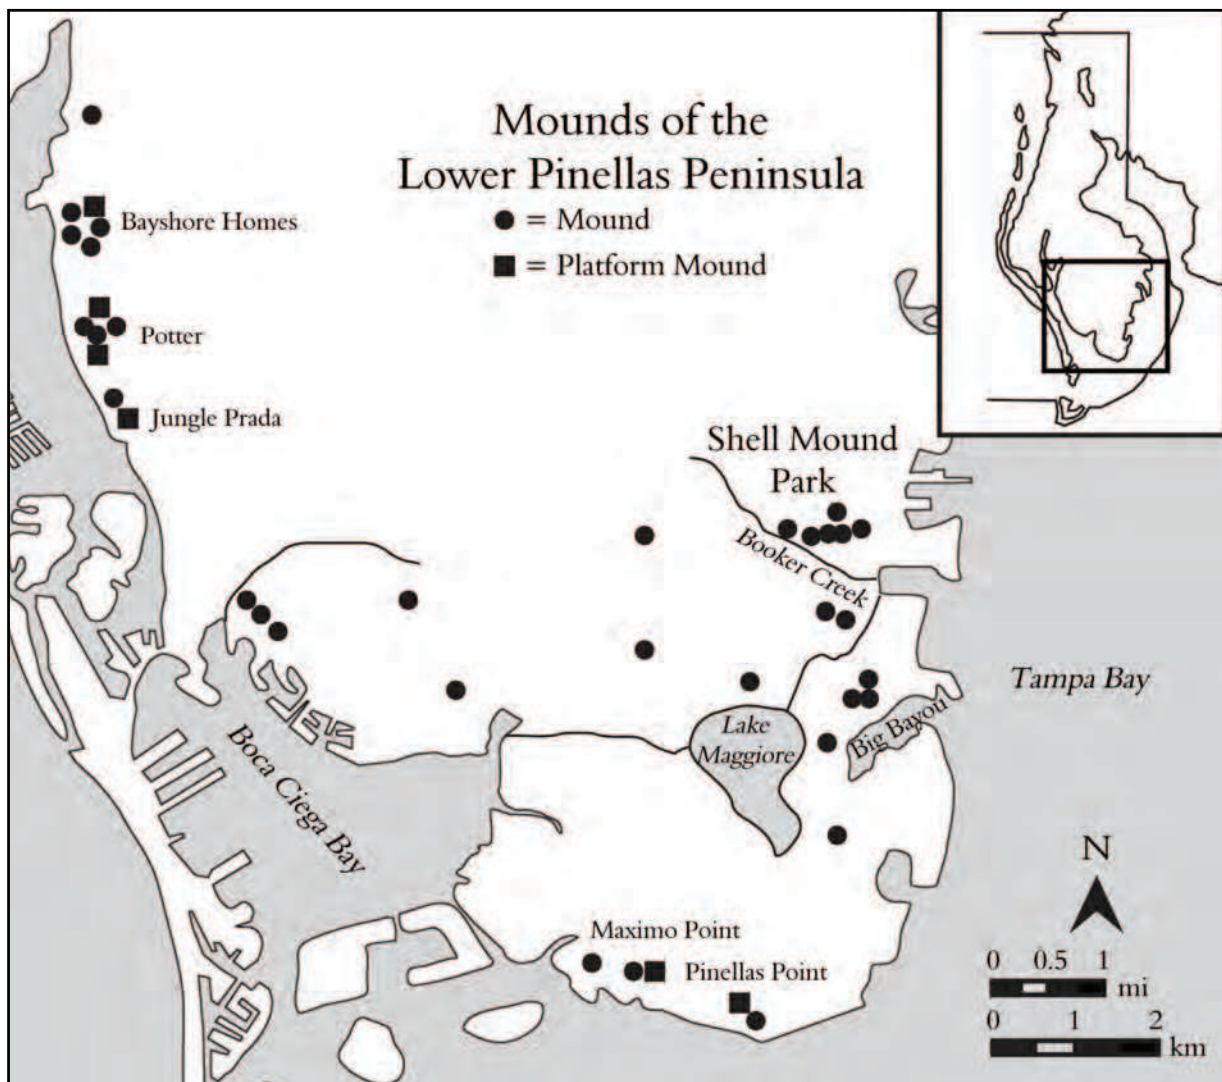 Mounds of the
Lower Pinellas Peninsula
= Mound
= Platform Mound
Bayshore Homes
Potter
Jungle Prada
Shell Mound
Park
Booker Creek
Tampa Bay
Lake
Maggiore
Big Bayou
Boca Ciega Bay
Maximo Point
Pinellas Point
N
0 0.5 1
mi
0 1 2
km